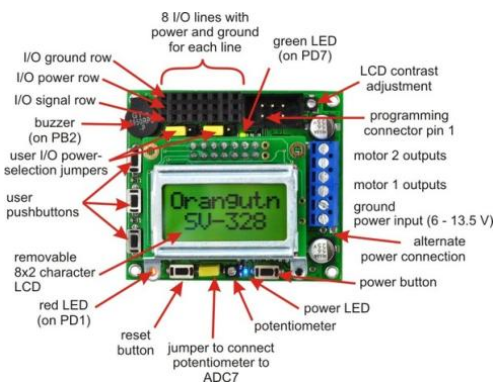 8 I/O lines with
power and ground
for each line
green LED
(on PD7)
I/O ground row
I/O power row
I/O signal row
LCD contrast
adjustment
buzzer
(on PB2)
programming
connector pin 1
user I/O power-
selection jumpers
motor 2 outputs
user
pushbuttons
motor 1 outputs
ground
power input (6 - 13.5 V)
Orangutn
SV-328
removable
8x2 character
LCD
alternate
power connection
red LED
(on PD1)
power button
power LED
reset
button
potentiometer
jumper to connect
potentiometer to
ADC7